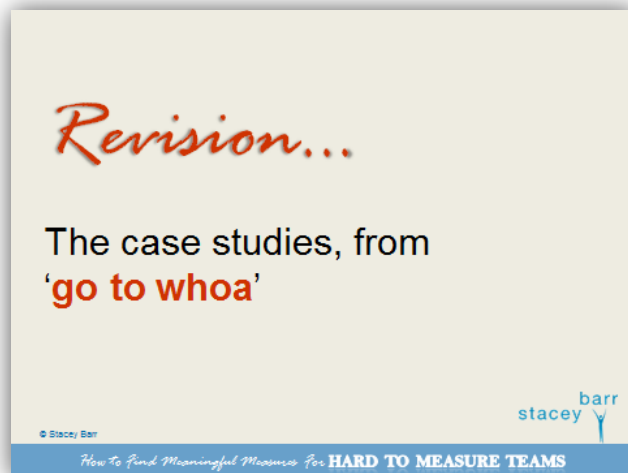 Revision...
The case studies, from
‘go to whoa’
stacey barr
© Stacey Barr
How to Find Meaningful Measures For HARD TO MEASURE TEAMS